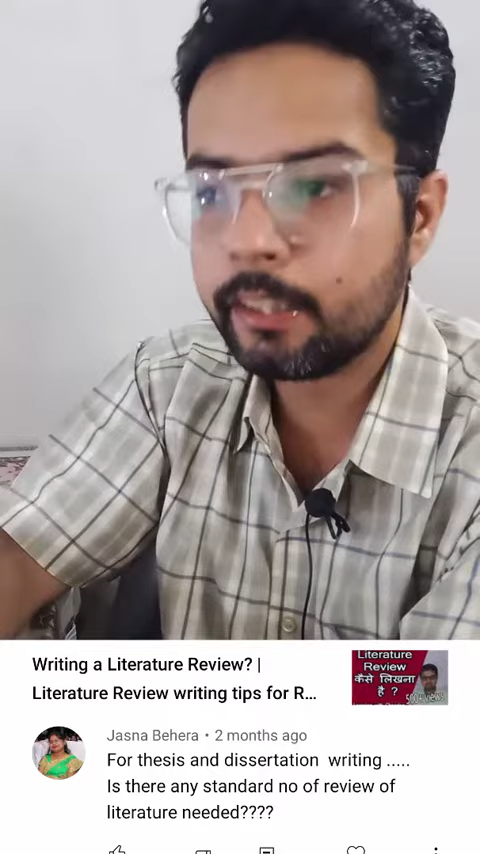 Writing a Literature Review? |
Literature Review writing tips for R...
Literature
Review
कैसे लिखना
है ?
Jasna Behera • 2 months ago
For thesis and dissertation writing .....
Is there any standard no of review of
literature needed????